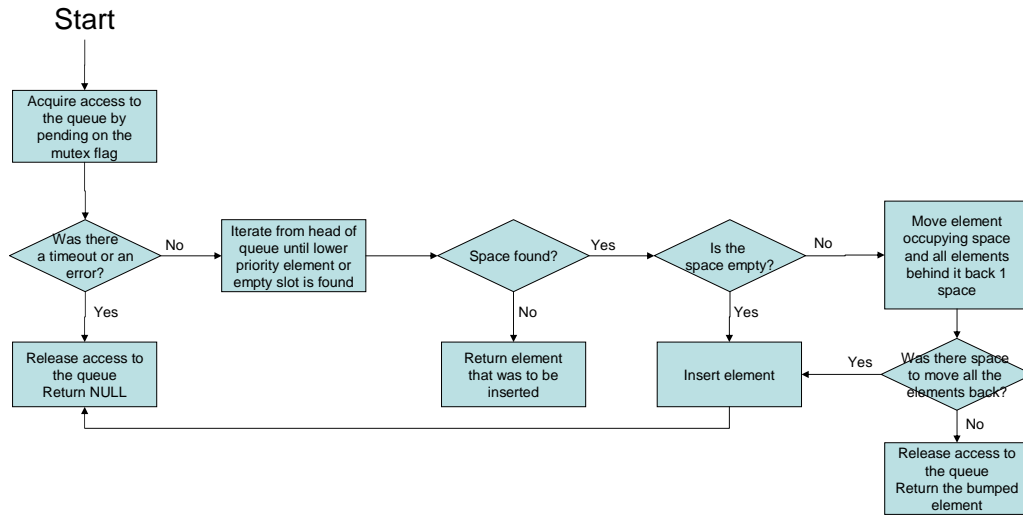 Start
Acquire access to
the queue by
pending on the
mutex flag
Was there
a timeout or an
error?
No
Yes
Iterate from head of
queue until lower
priority element or
empty slot is found
Space found?
Yes
No
Is the
space empty?
No
Yes
Move element
occupying space
and all elements
behind it back 1
space
Release access to
the queue
Return NULL
Return element
that was to be
inserted
Insert element
Yes
Was there space
to move all the
elements back?
No
Release access to
the queue
Return the bumped
element